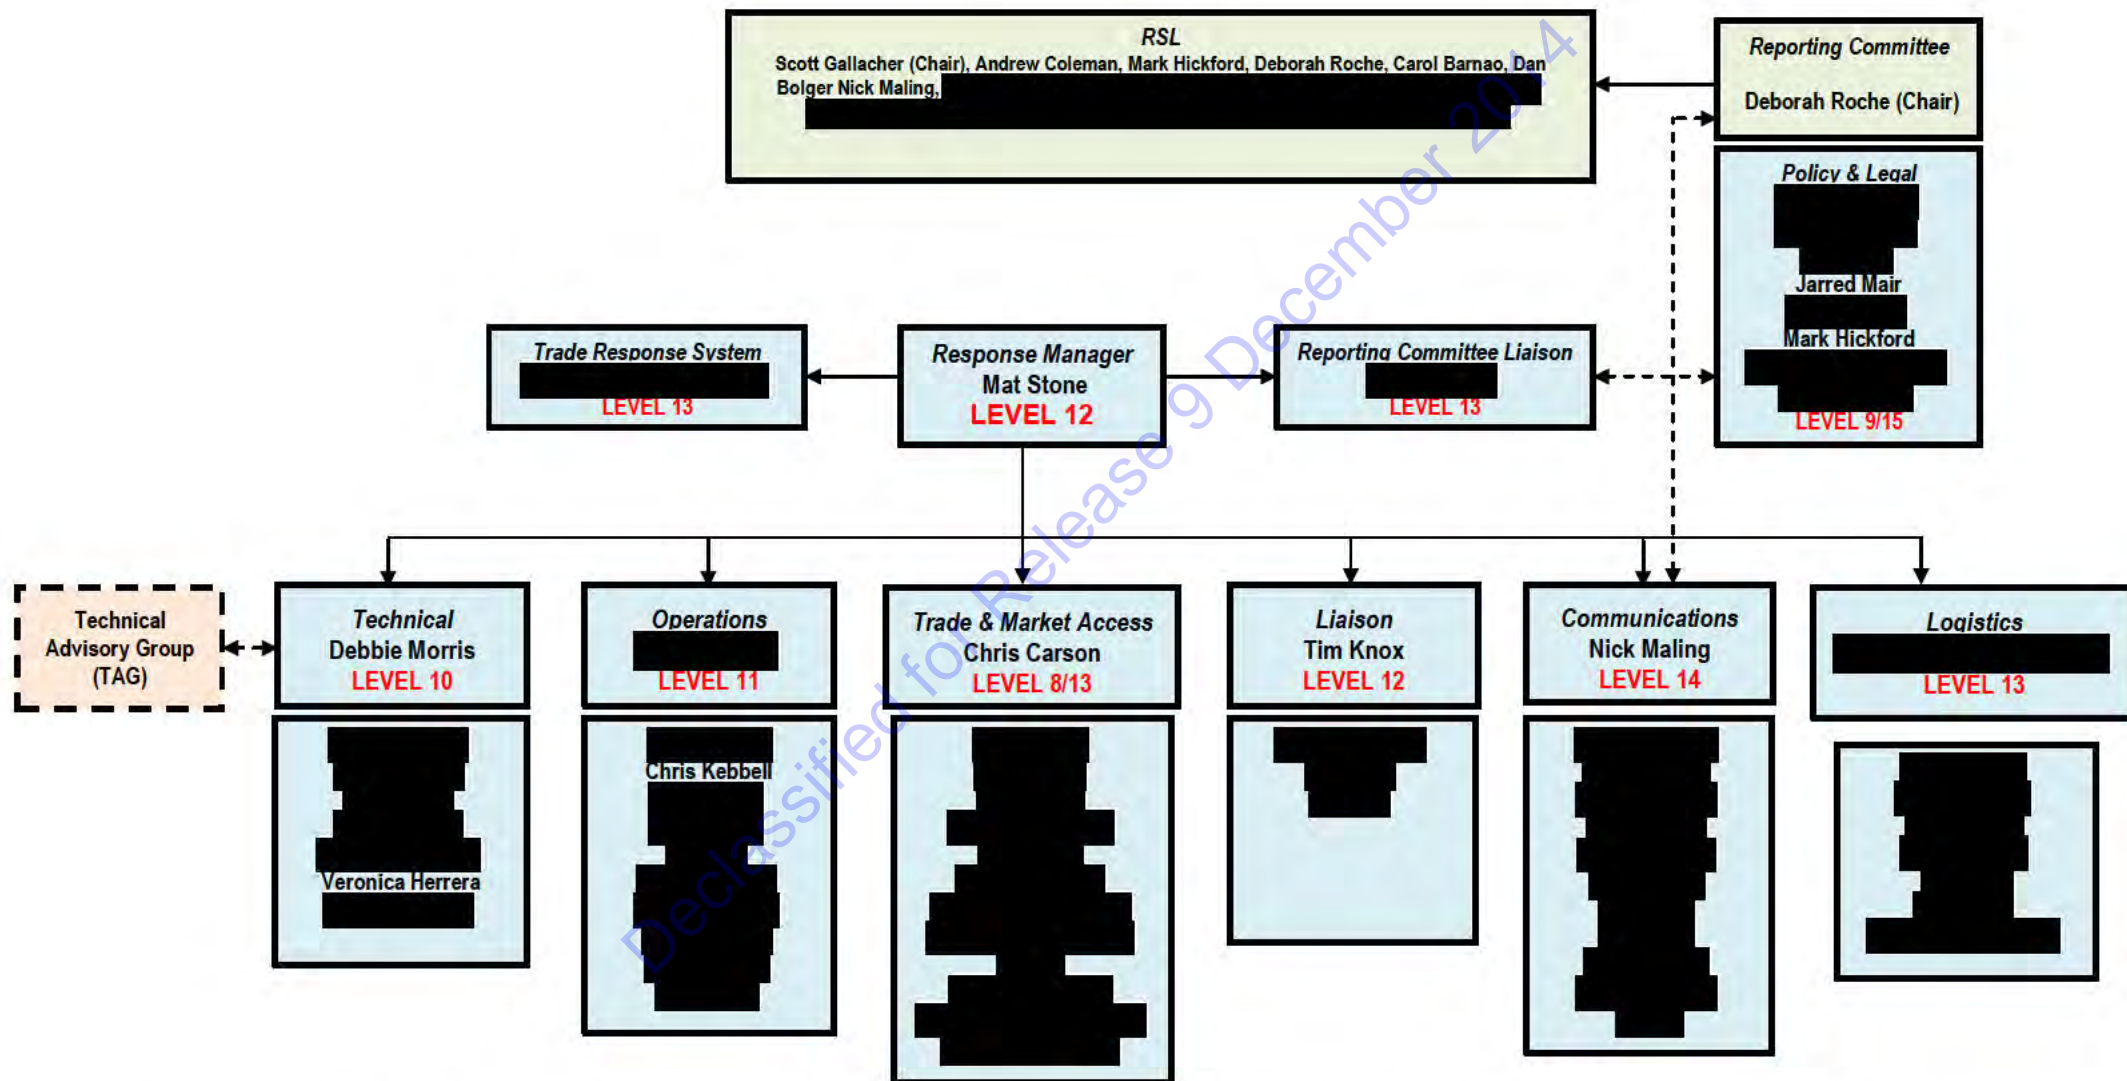 RSL
Scott Gallacher (Chair), Andrew Coleman, Mark Hickford, Deborah Roche, Carol Barnao, Dan
Bolger Nick Maling,
Reporting Committee
Deborah Roche (Chair)
Policy & Legal
Jarred Mair
Mark Hickford
LEVEL 9/15
Trade Response System
LEVEL 13
Response Manager
Mat Stone
LEVEL 12
Reporting Committee Liaison
LEVEL 13
Technical
Advisory Group
(TAG)
Technical
Debbie Morris
LEVEL 10
Operations
LEVEL 11
Trade & Market Access
Chris Carson
LEVEL 8/13
Liaison
Tim Knox
LEVEL 12
Communications
Nick Maling
LEVEL 14
Logistics
LEVEL 13
Veronica Herrera
Chris Kebbell
Declassified for Release 9 December 2014